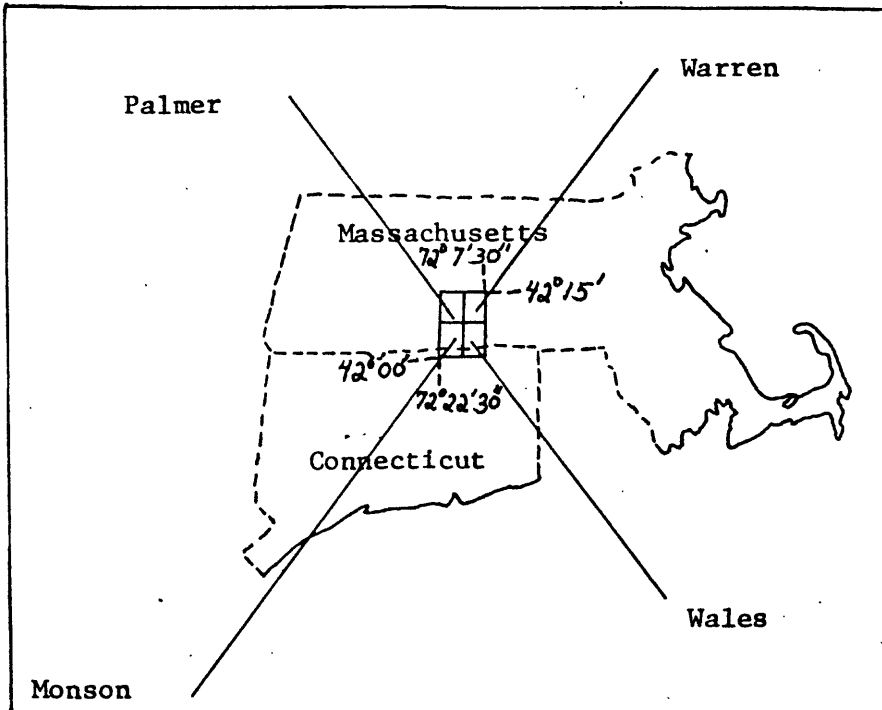 Warren
Palmer
Massachusetts
72° 7' 30"
42° 15'
42° 00'
72° 22' 30"
Connecticut
Wales
Monson